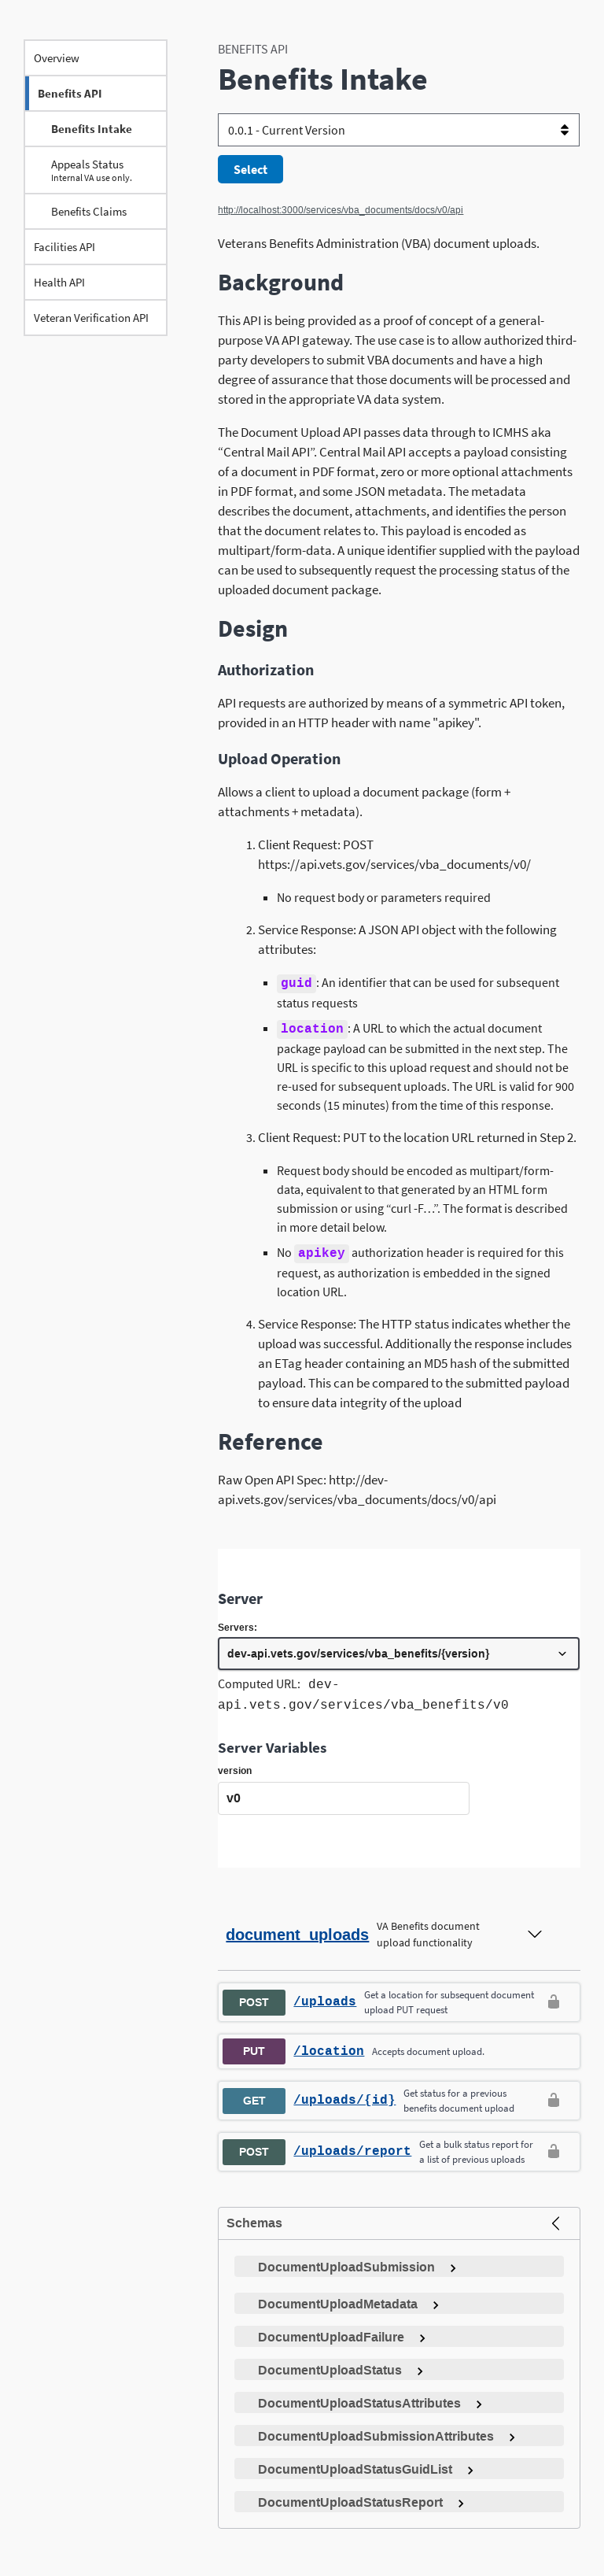 Overview
Benefits API
Benefits Intake
Appeals Status
Internal VA use only.
Benefits Claims
Facilities API
Health API
Veteran Verification API
BENEFITS API
Benefits Intake
0.0.1 - Current Version
Select
http://localhost:3000/services/vba_documents/docs/v0/api
Veterans Benefits Administration (VBA) document uploads.
Background
This API is being provided as a proof of concept of a general-
purpose VA API gateway. The use case is to allow authorized third-
party developers to submit VBA documents and have a high
degree of assurance that those documents will be processed and
stored in the appropriate VA data system.
The Document Upload API passes data through to ICMHS aka
“Central Mail API”. Central Mail API accepts a payload consisting
of a document in PDF format, zero or more optional attachments
in PDF format, and some JSON metadata. The metadata
describes the document, attachments, and identifies the person
that the document relates to. This payload is encoded as
multipart/form-data. A unique identifier supplied with the payload
can be used to subsequently request the processing status of the
uploaded document package.
Design
Authorization
API requests are authorized by means of a symmetric API token,
provided in an HTTP header with name "apikey".
Upload Operation
Allows a client to upload a document package (form +
attachments + metadata).
1. Client Request: POST
https://api.vets.gov/services/vba_documents/v0/
▪ No request body or parameters required
2. Service Response: A JSON API object with the following
attributes:
▪ guid: An identifier that can be used for subsequent
status requests
▪ location: A URL to which the actual document
package payload can be submitted in the next step. The
URL is specific to this upload request and should not be
re-used for subsequent uploads. The URL is valid for 900
seconds (15 minutes) from the time of this response.
3. Client Request: PUT to the location URL returned in Step 2.
▪ Request body should be encoded as multipart/form-
data, equivalent to that generated by an HTML form
submission or using “curl -F…”. The format is described
in more detail below.
▪ No apikey authorization header is required for this
request, as authorization is embedded in the signed
location URL.
4. Service Response: The HTTP status indicates whether the
upload was successful. Additionally the response includes
an ETag header containing an MD5 hash of the submitted
payload. This can be compared to the submitted payload
to ensure data integrity of the upload
Reference
Raw Open API Spec: http://dev-
api.vets.gov/services/vba_documents/docs/v0/api
Server
Servers:
dev-api.vets.gov/services/vba_benefits/{version}
Computed URL: dev-
api.vets.gov/services/vba_benefits/v0
Server Variables
version
v0
document_uploads VA Benefits document
upload functionality
POST /uploads Get a location for subsequent document
upload PUT request
PUT /location Accepts document upload.
GET /uploads/{id} Get status for a previous
benefits document upload
POST /uploads/report Get a bulk status report for
a list of previous uploads
Schemas
DocumentUploadSubmission
DocumentUploadMetadata
DocumentUploadFailure
DocumentUploadStatus
DocumentUploadStatusAttributes
DocumentUploadSubmissionAttributes
DocumentUploadStatusGuidList
DocumentUploadStatusReport